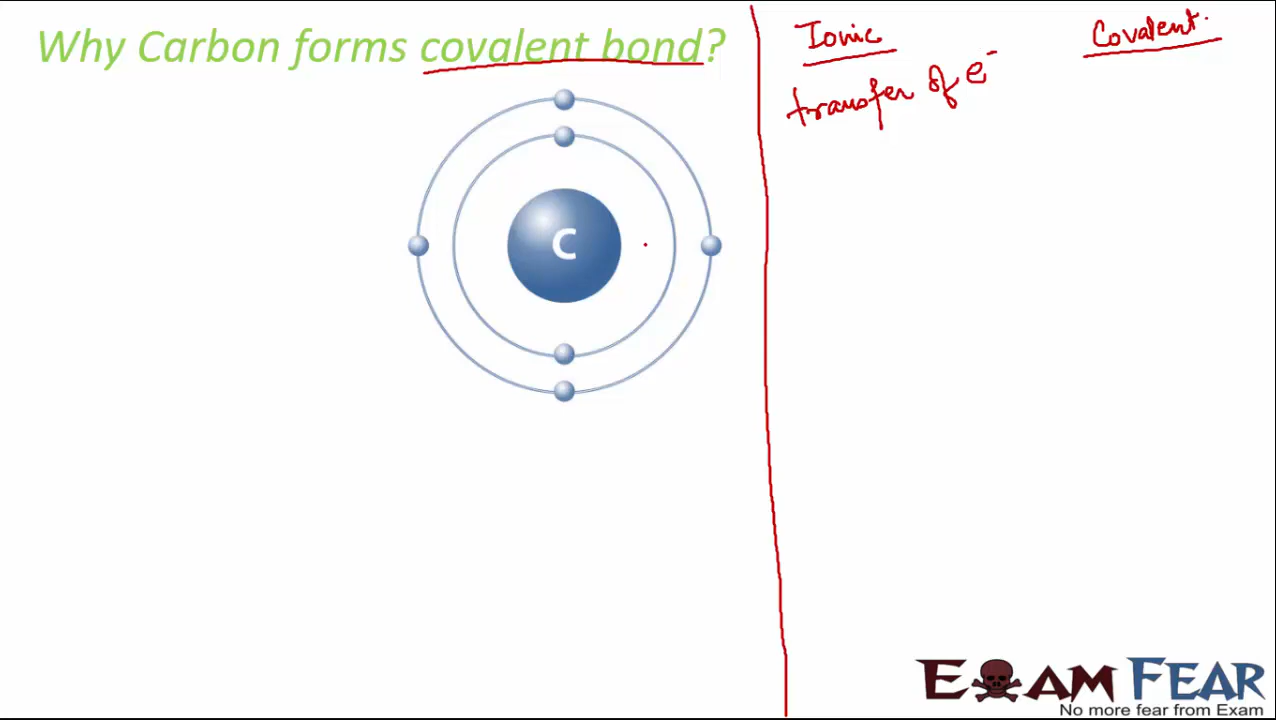 Why Carbon forms covalent bond?
C
Ionic
transfer of e⁻
Covalent.
EXAM FEAR
No more fear from Exam